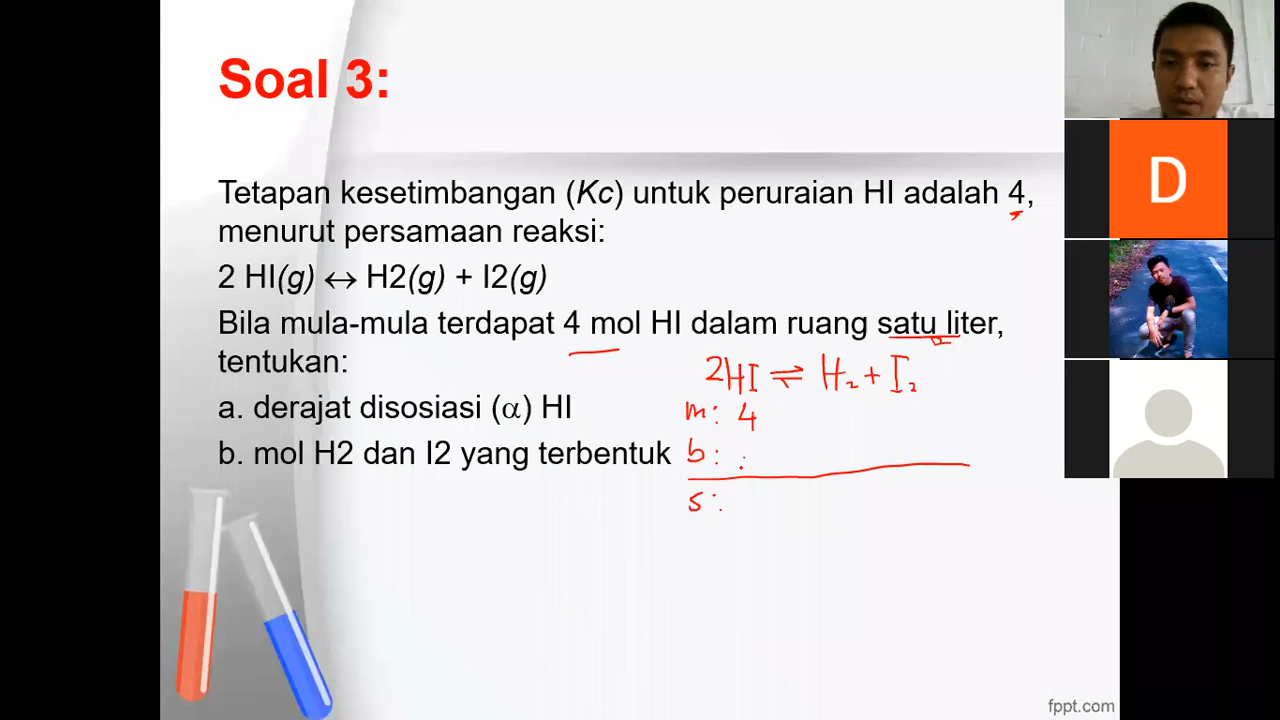 Soal 3:
Tetapan kesetimbangan (Kc) untuk peruraian HI adalah 4,
menurut persamaan reaksi:
2 HI(g) ↔ H2(g) + I2(g)
Bila mula-mula terdapat 4 mol HI dalam ruang satu liter,
tentukan:
a. derajat disosiasi (α) HI
b. mol H2 dan I2 yang terbentuk
2HI ⇌ H₂ + I₂
m: 4
b:
s:
D
fppt.com